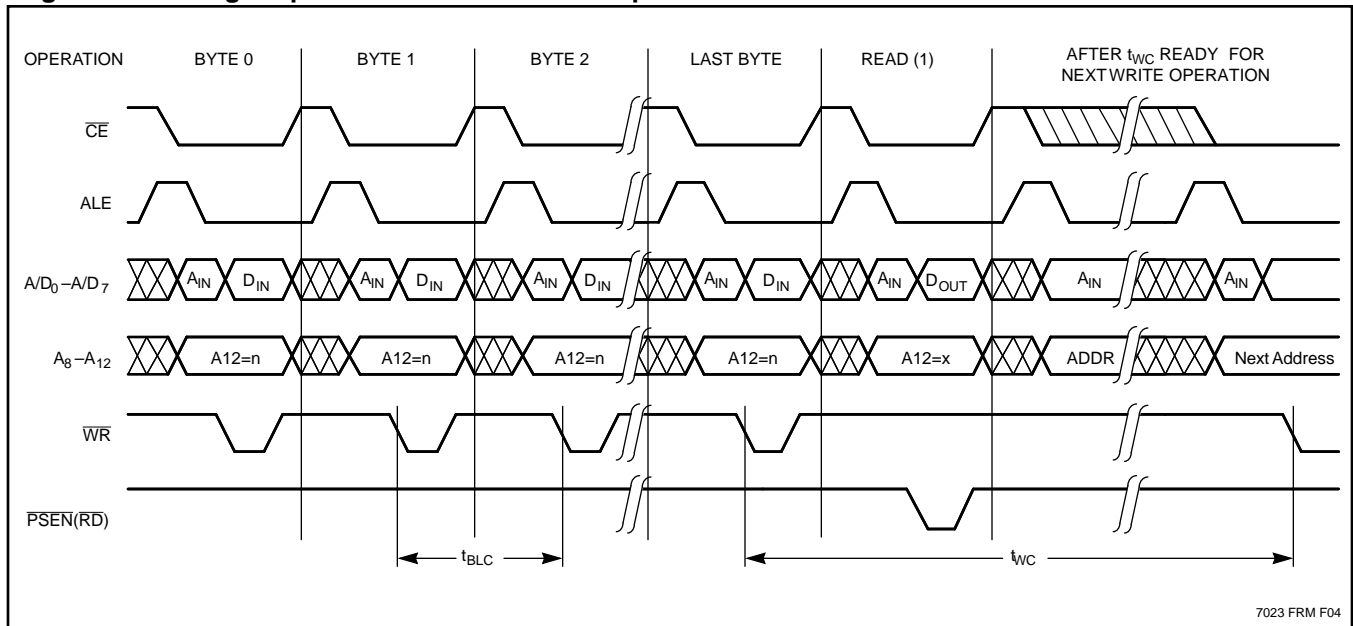 OPERATION BYTE 0 BYTE 1 BYTE 2 LAST BYTE READ (1) AFTER tWC READY FOR
NEXT WRITE OPERATION
CE
ALE
A/D0–A/D7 AIN DIN AIN DIN AIN DIN AIN DIN AIN DOUT AIN AIN
A8–A12 A12=n A12=n A12=n A12=n A12=x ADDR Next Address
WR
PSEN(RD)
tBLC tWC
7023 FRM F04